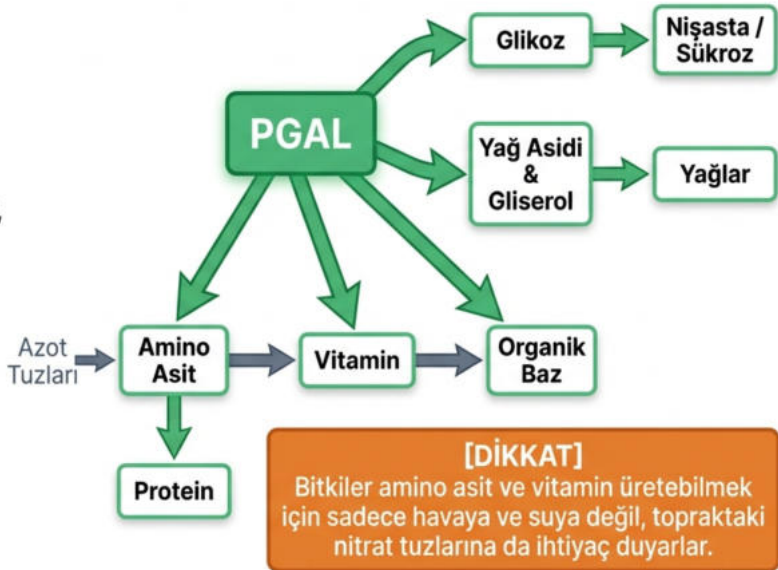 Glikoz
Nişasta /
Sükroz
PGAL
Yağ Asidi
&
Gliserol
Yağlar
Azot
Tuzları
Amino
Asit
Vitamin
Organik
Baz
Protein
[DİKKAT]
Bitkiler amino asit ve vitamin üretebilmek
için sadece havaya ve suya değil, topraktaki
nitrat tuzlarına da ihtiyaç duyarlar.